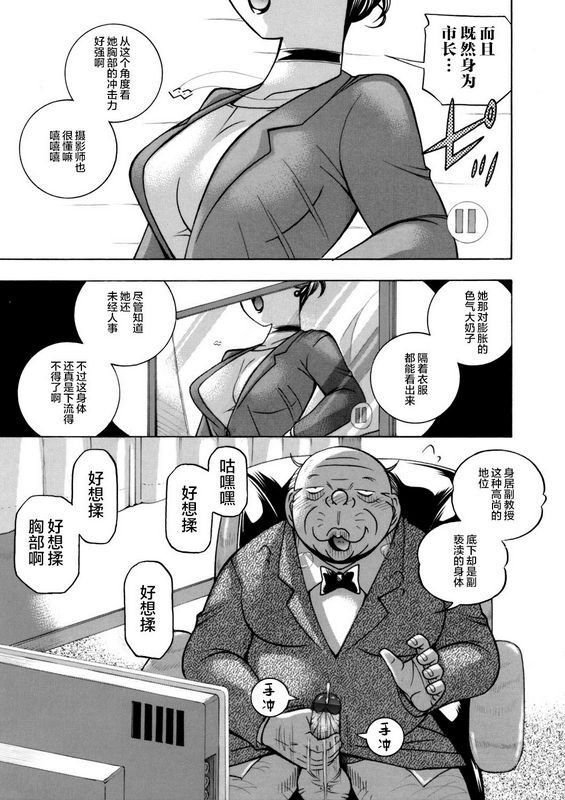 而且
既然身为
市长…
ピッ
从这个角度看
她胸部的冲击力
好强啊
摄影师也
很懂嘛
嘻嘻嘻
她那对膨胀的
色气大奶子
隔着衣服
都能看出来
尽管知道
她还
未经人事
不过这身体
还真是下流得
不得了啊
身居副教授
这种高尚的
地位
底下却是副
亵渎的身体
咕嘿嘿
好想揉
好想揉
好想揉
胸部啊
手冲
手冲